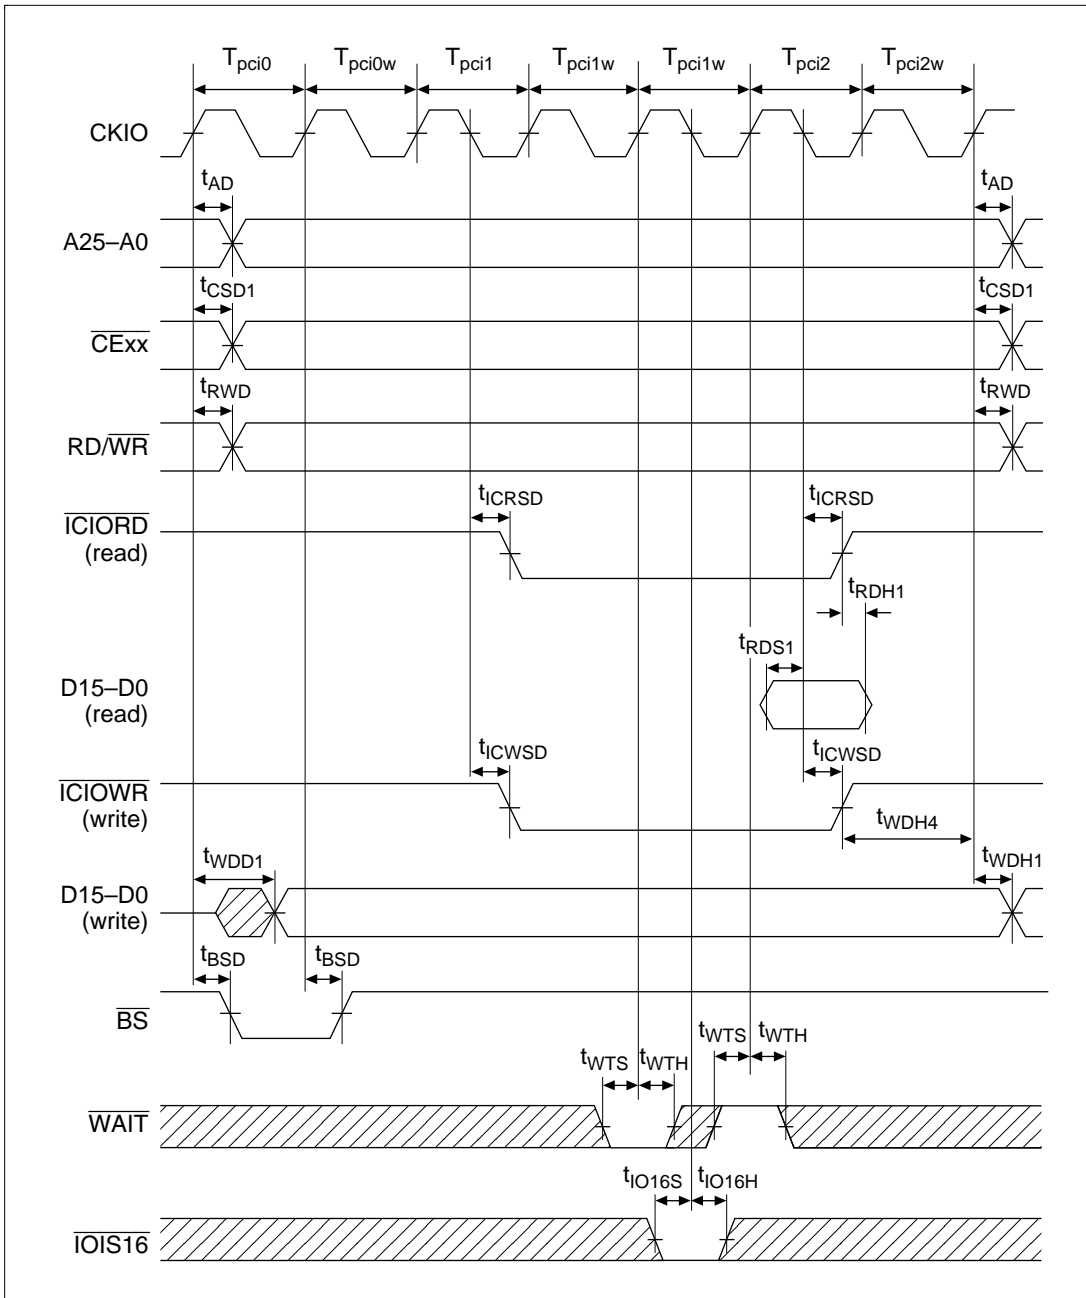 Tpci0 Tpci0w Tpci1 Tpci1w Tpci1w Tpci2 Tpci2w
CKIO
tAD tAD
A25–A0
tCSD1 tCSD1
CExx
tRWD tRWD
RD/WR
tICRSD tICRSD
ICIORD
(read)
tRDH1
tRDS1
D15–D0
(read)
tICWSD tICWSD
ICIOWR
(write)
tWDH4
tWDD1 tWDH1
D15–D0
(write)
tBSD tBSD
BS
tWTS tWTH tWTS tWTH
WAIT
tIO16S tIO16H
IOIS16